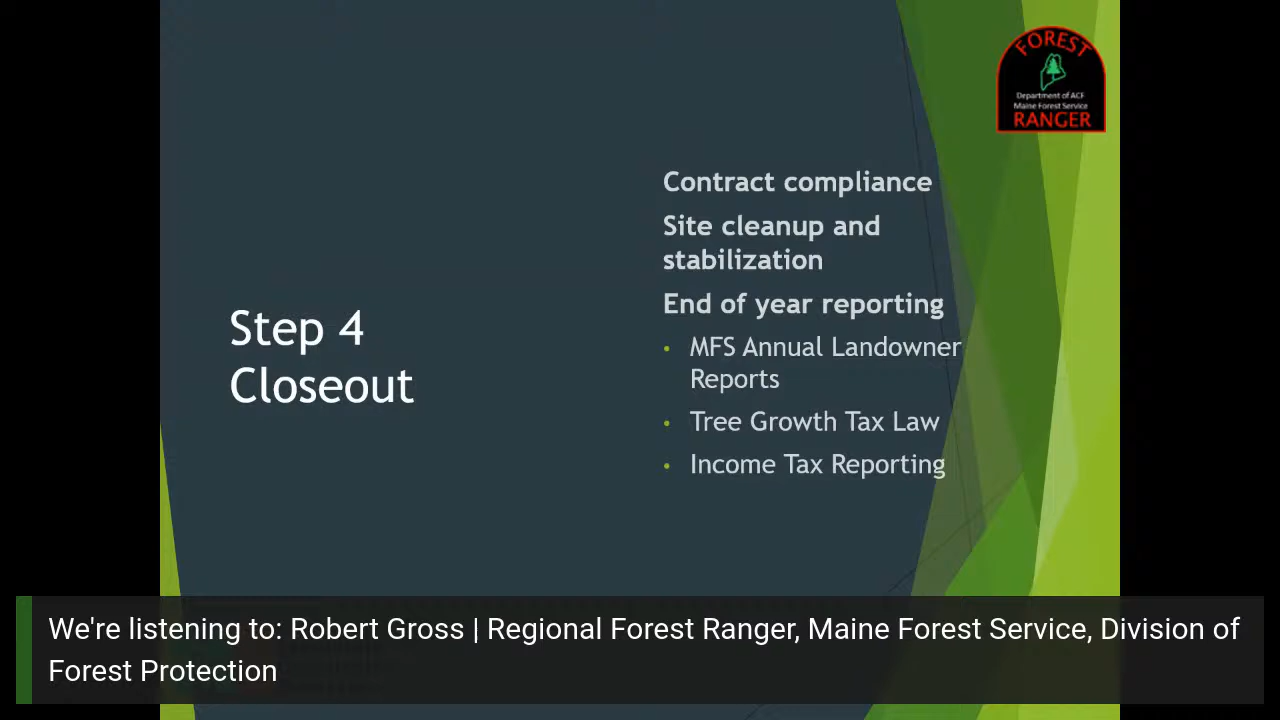 FOREST
Department of ACF
Maine Forest Service
RANGER
Step 4
Closeout
Contract compliance
Site cleanup and
stabilization
End of year reporting
• MFS Annual Landowner
Reports
• Tree Growth Tax Law
• Income Tax Reporting
We're listening to: Robert Gross | Regional Forest Ranger, Maine Forest Service, Division of
Forest Protection